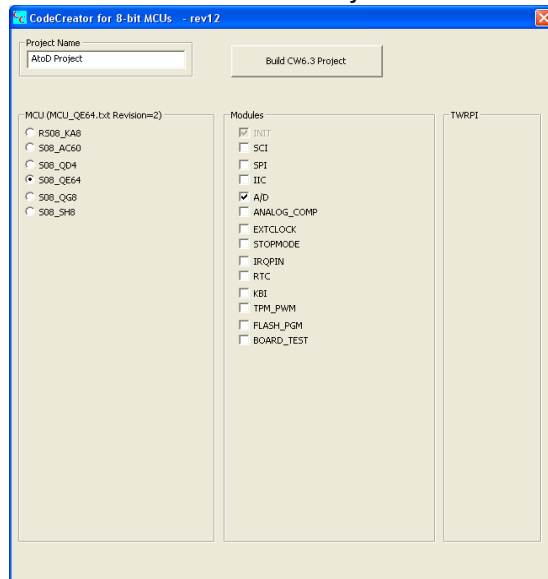 CodeCreator for 8-bit MCUs - rev12
Project Name
AtoD Project
Build CW6.3 Project
MCU (MCU_QE64.txt Revision=2)
RS08_KA8
S08_AC60
S08_QD4
S08_QE64
S08_QG8
S08_SH8
Modules
INIT
SCI
SPI
IIC
A/D
ANALOG_COMP
EXTCLOCK
STOPMODE
IRQPIN
RTC
KBI
TPM_PWM
FLASH_PGM
BOARD_TEST
TWRPI